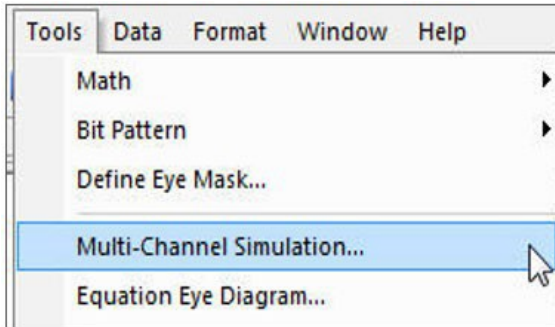 Tools Data Format Window Help
Math
Bit Pattern
Define Eye Mask...
Multi-Channel Simulation...
Equation Eye Diagram...